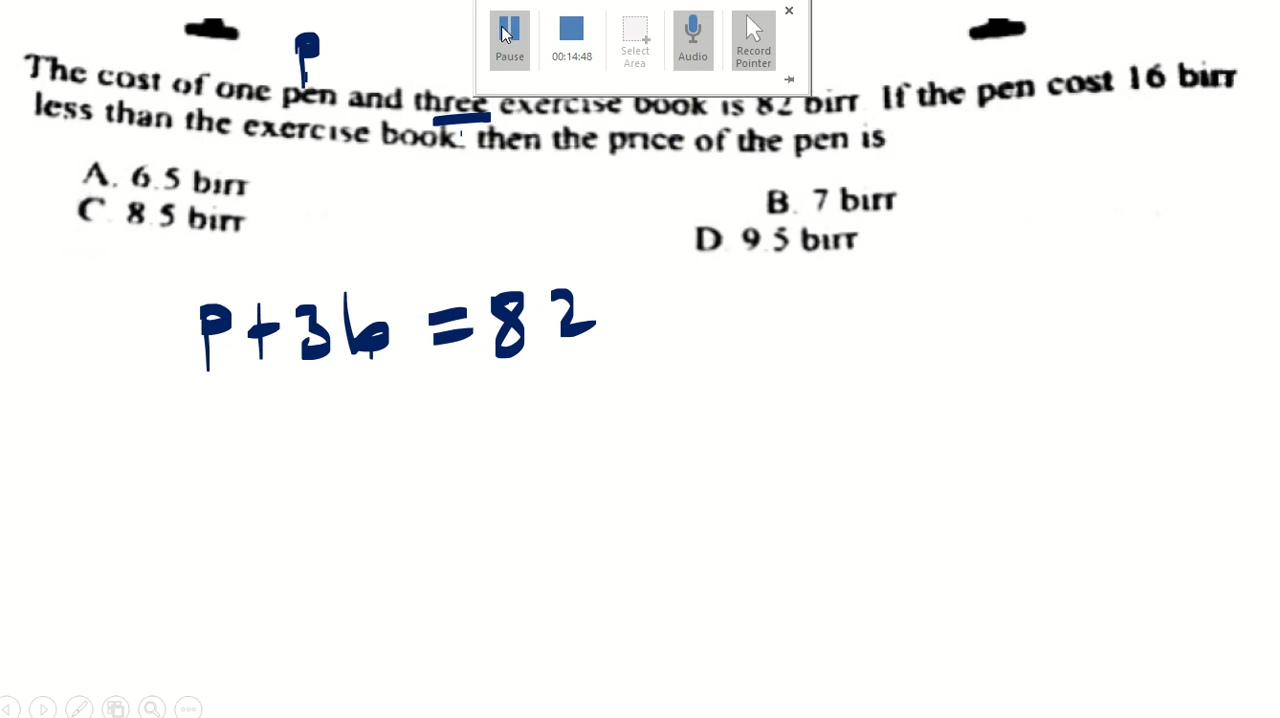 Pause
00:14:48
Select Area
Audio
Record Pointer
P
The cost of one pen and three exercise book is 82 birr If the pen cost 16 birr
less than the exercise book. then the price of the pen is
A. 6.5 birr
B. 7 birr
C. 8.5 birr
D 9.5 birr
P+3b=82